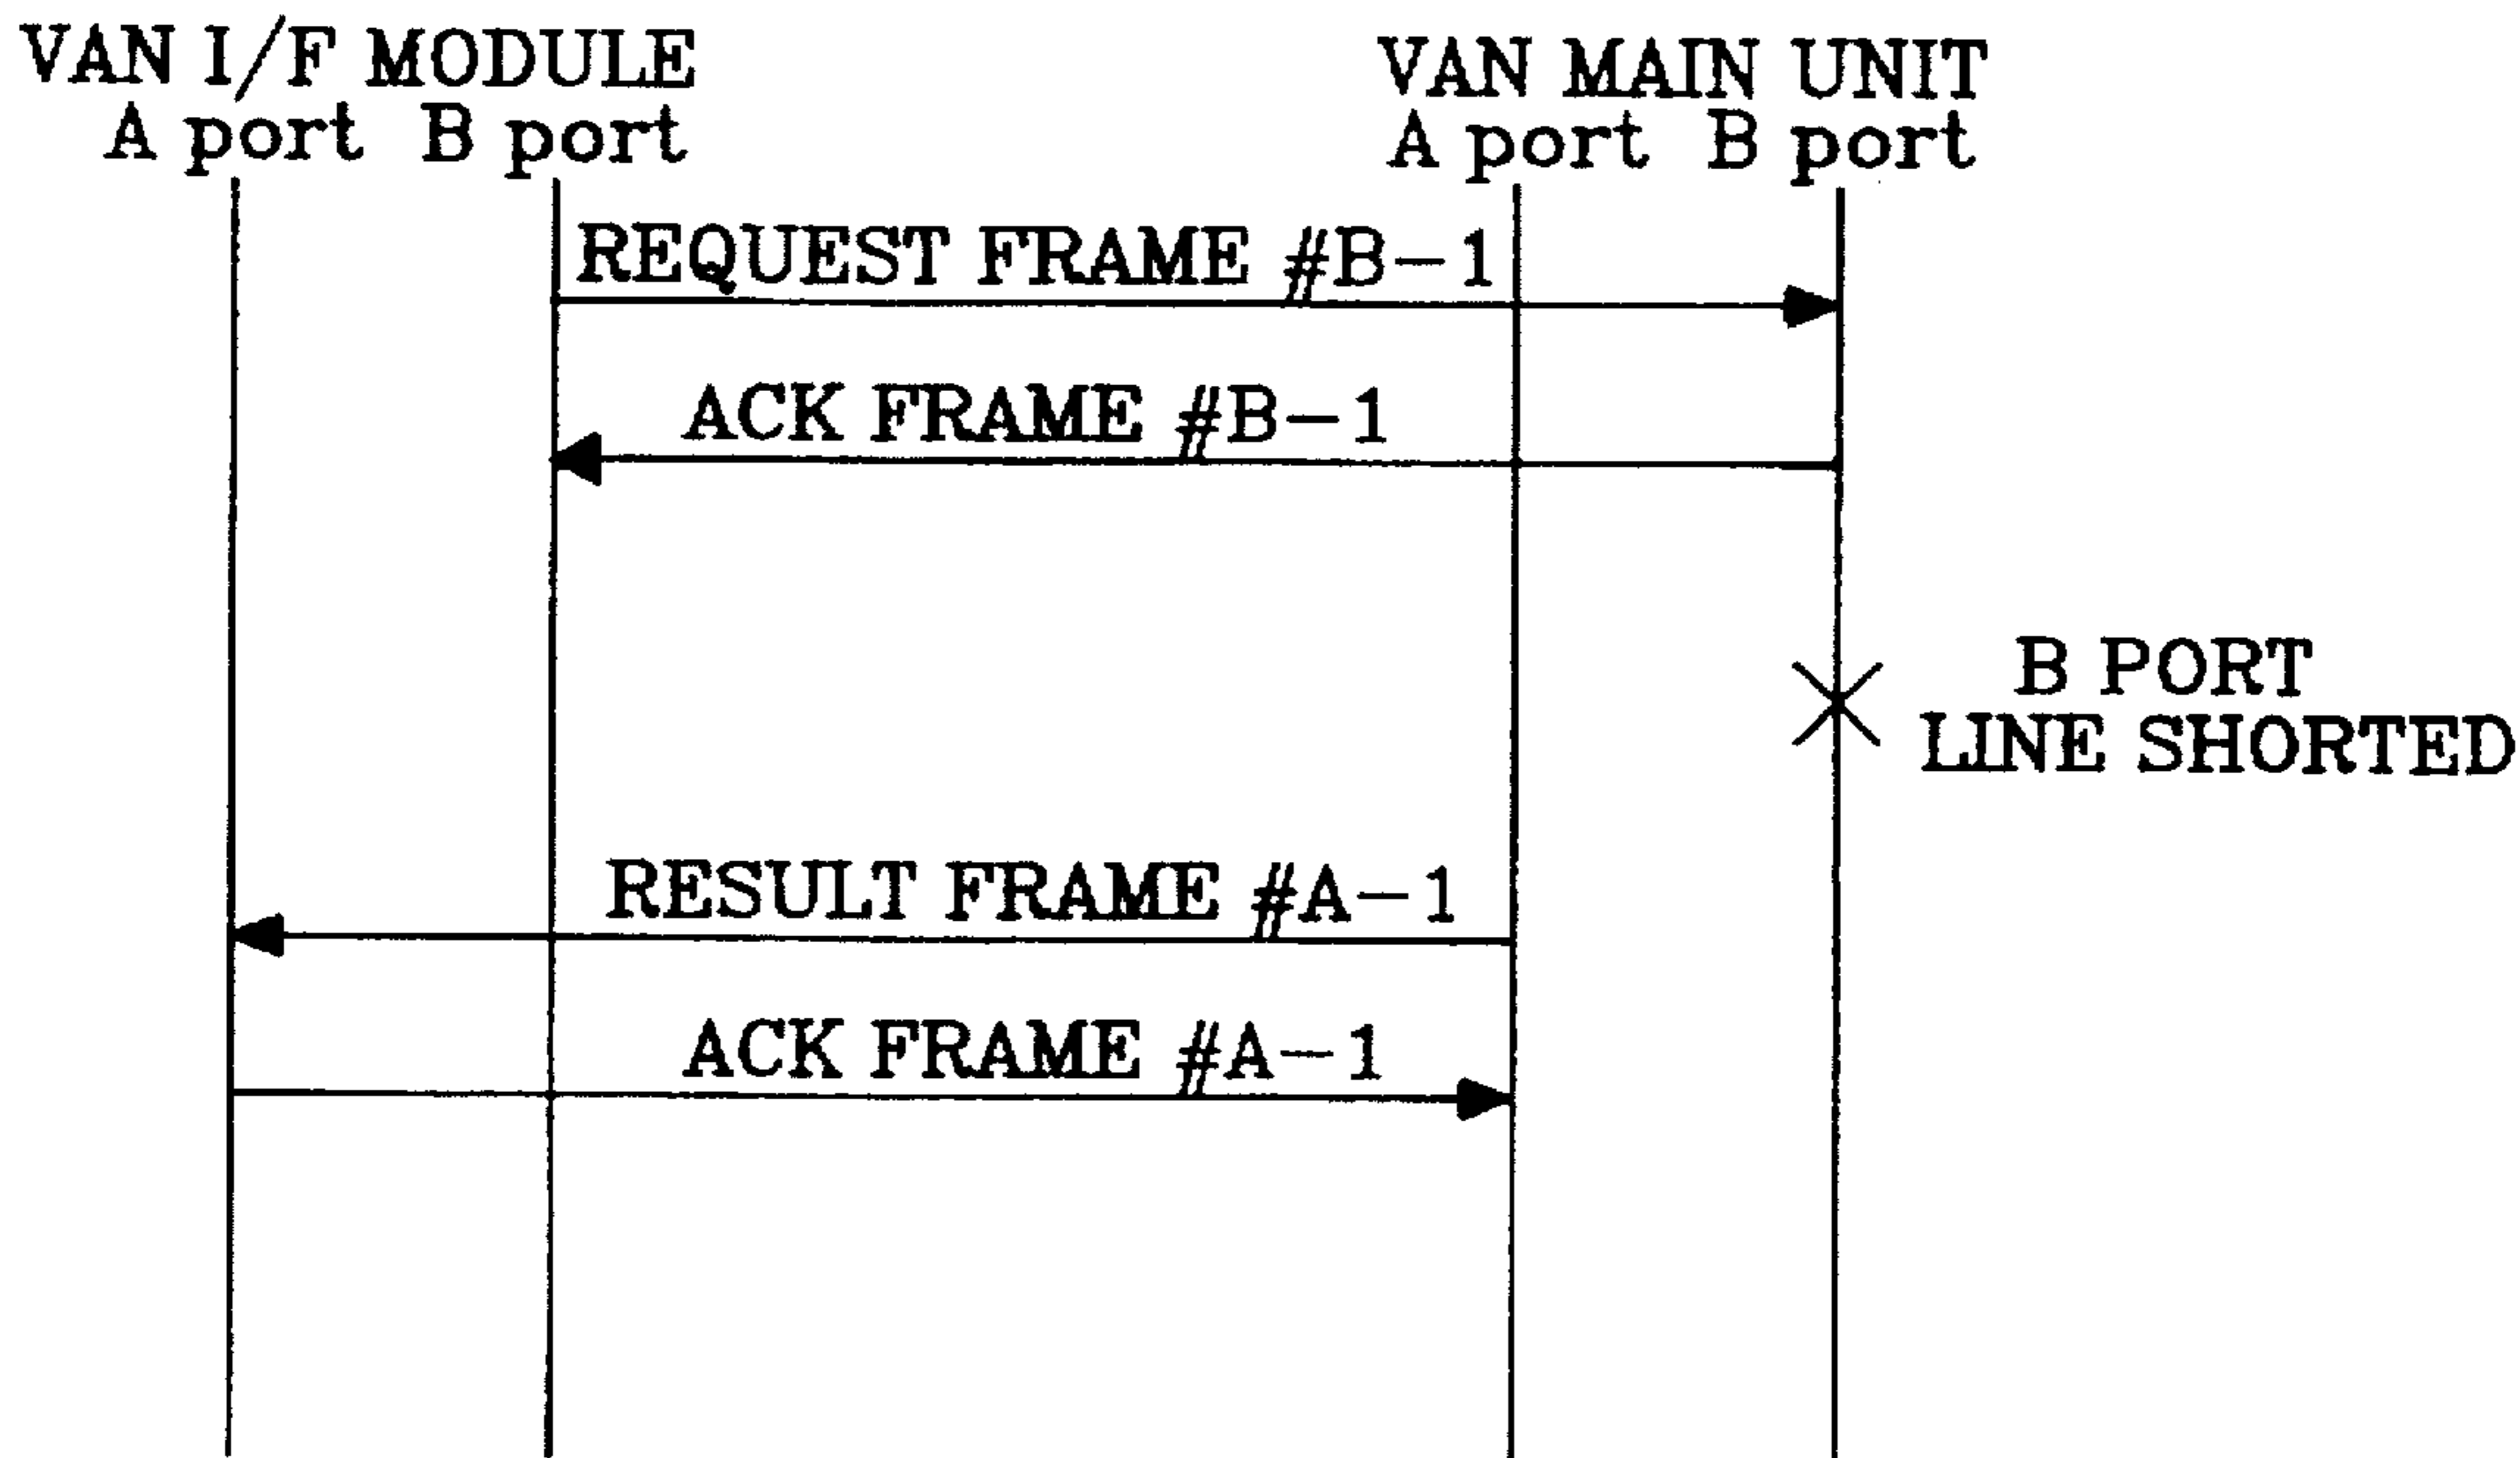 VAN I/F MODULE
A port B port
VAN MAIN UNIT
A port B port
REQUEST FRAME #B-1
ACK FRAME #B-1
B PORT
LINE SHORTED
RESULT FRAME #A-1
ACK FRAME #A-1